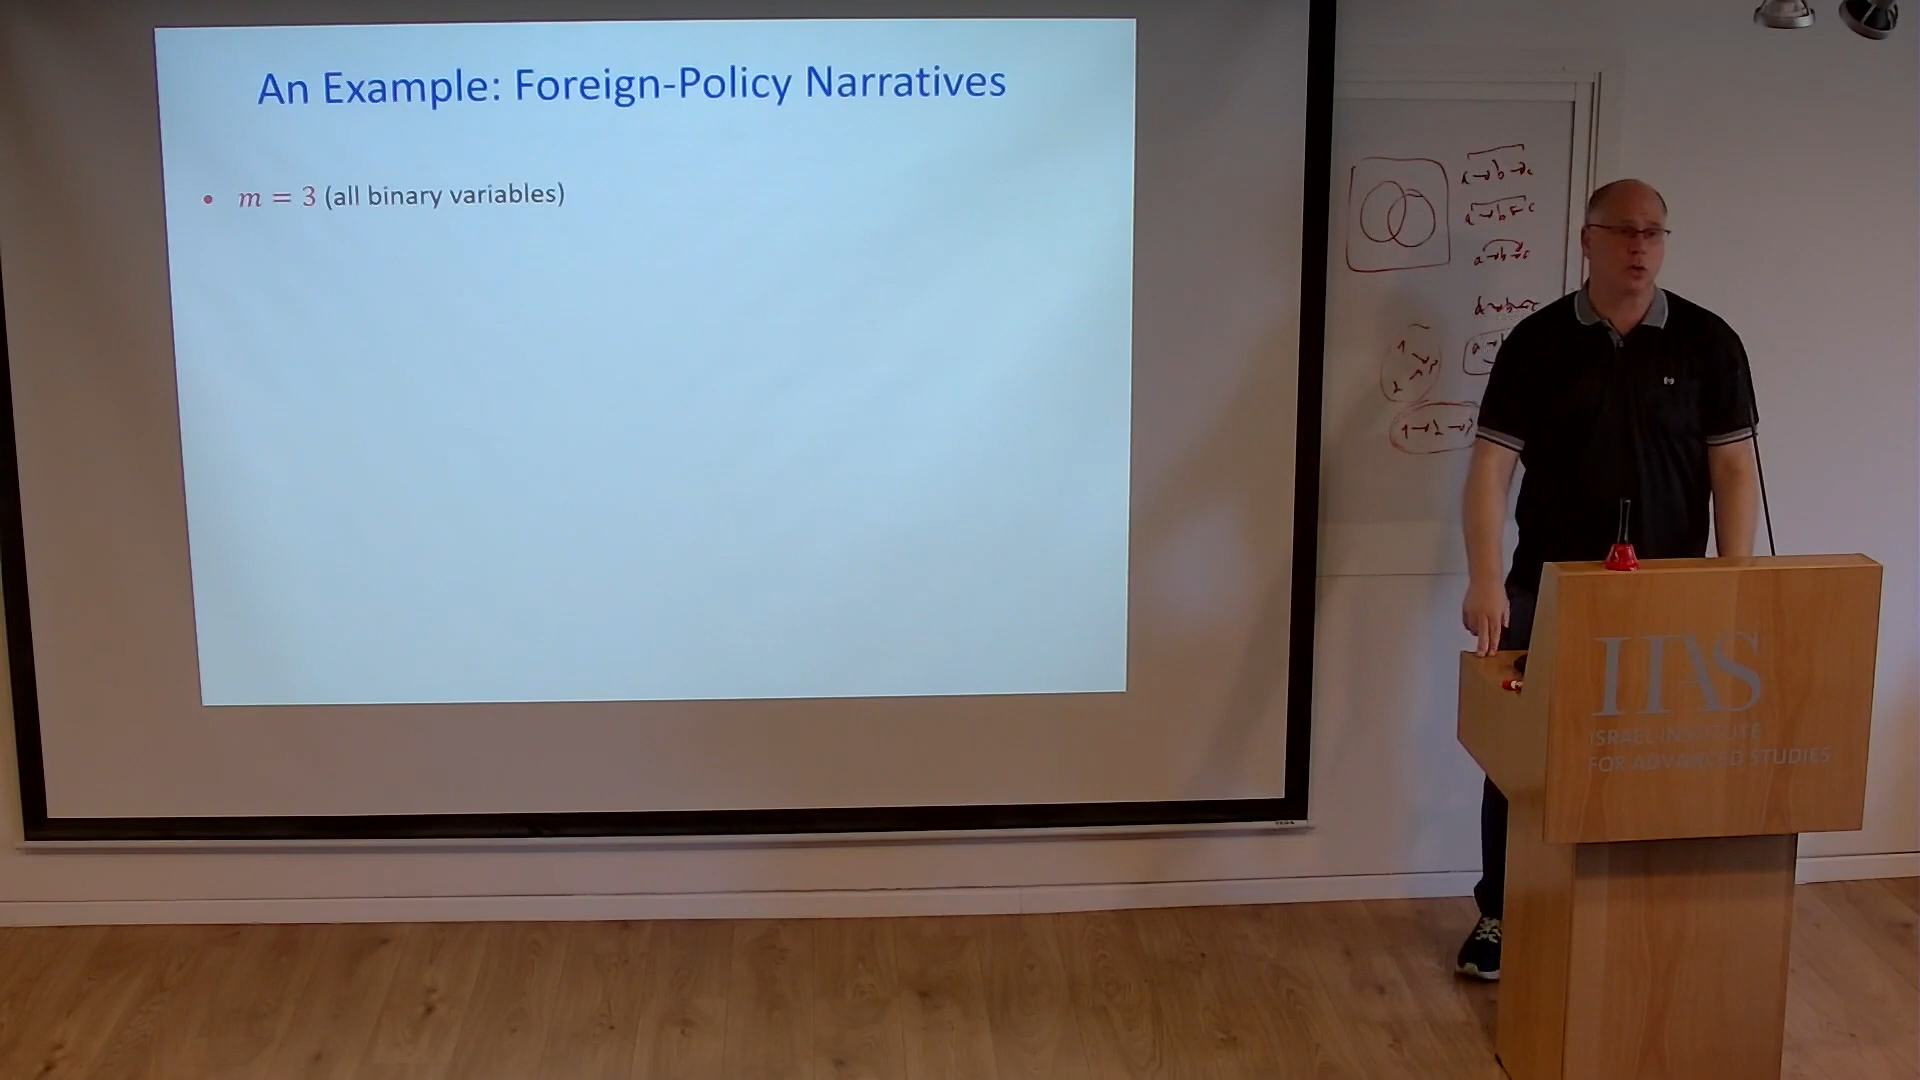 An Example: Foreign-Policy Narratives
• m = 3 (all binary variables)
a → b → c
IIAS
ISRAEL INSTITUTE
FOR ADVANCED STUDIES